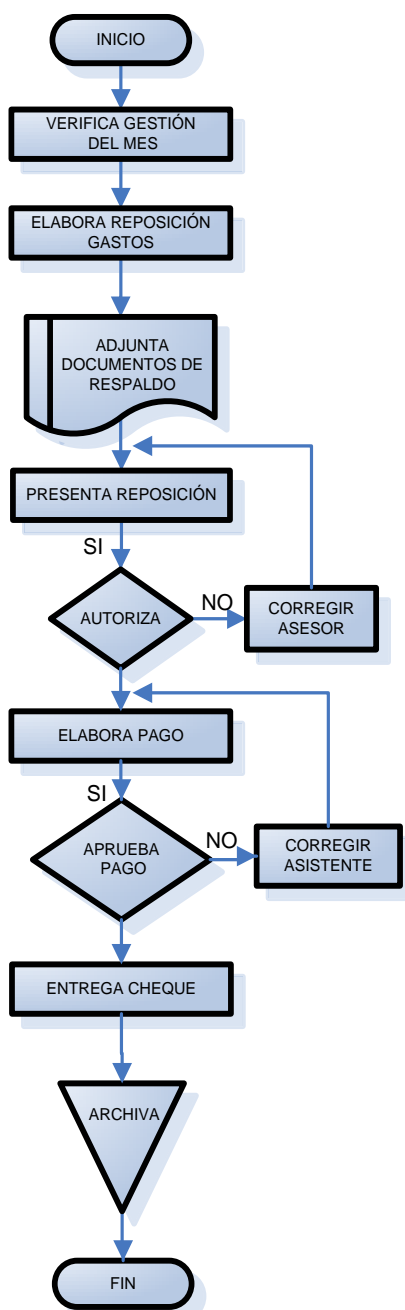 INICIO
VERIFICA GESTIÓN
DEL MES
ELABORA REPOSICIÓN
GASTOS
ADJUNTA
DOCUMENTOS DE
RESPALDO
PRESENTA REPOSICIÓN
SI
AUTORIZA
NO
CORREGIR
ASESOR
ELABORA PAGO
SI
APRUEBA
PAGO
NO
CORREGIR
ASISTENTE
ENTREGA CHEQUE
ARCHIVA
FIN